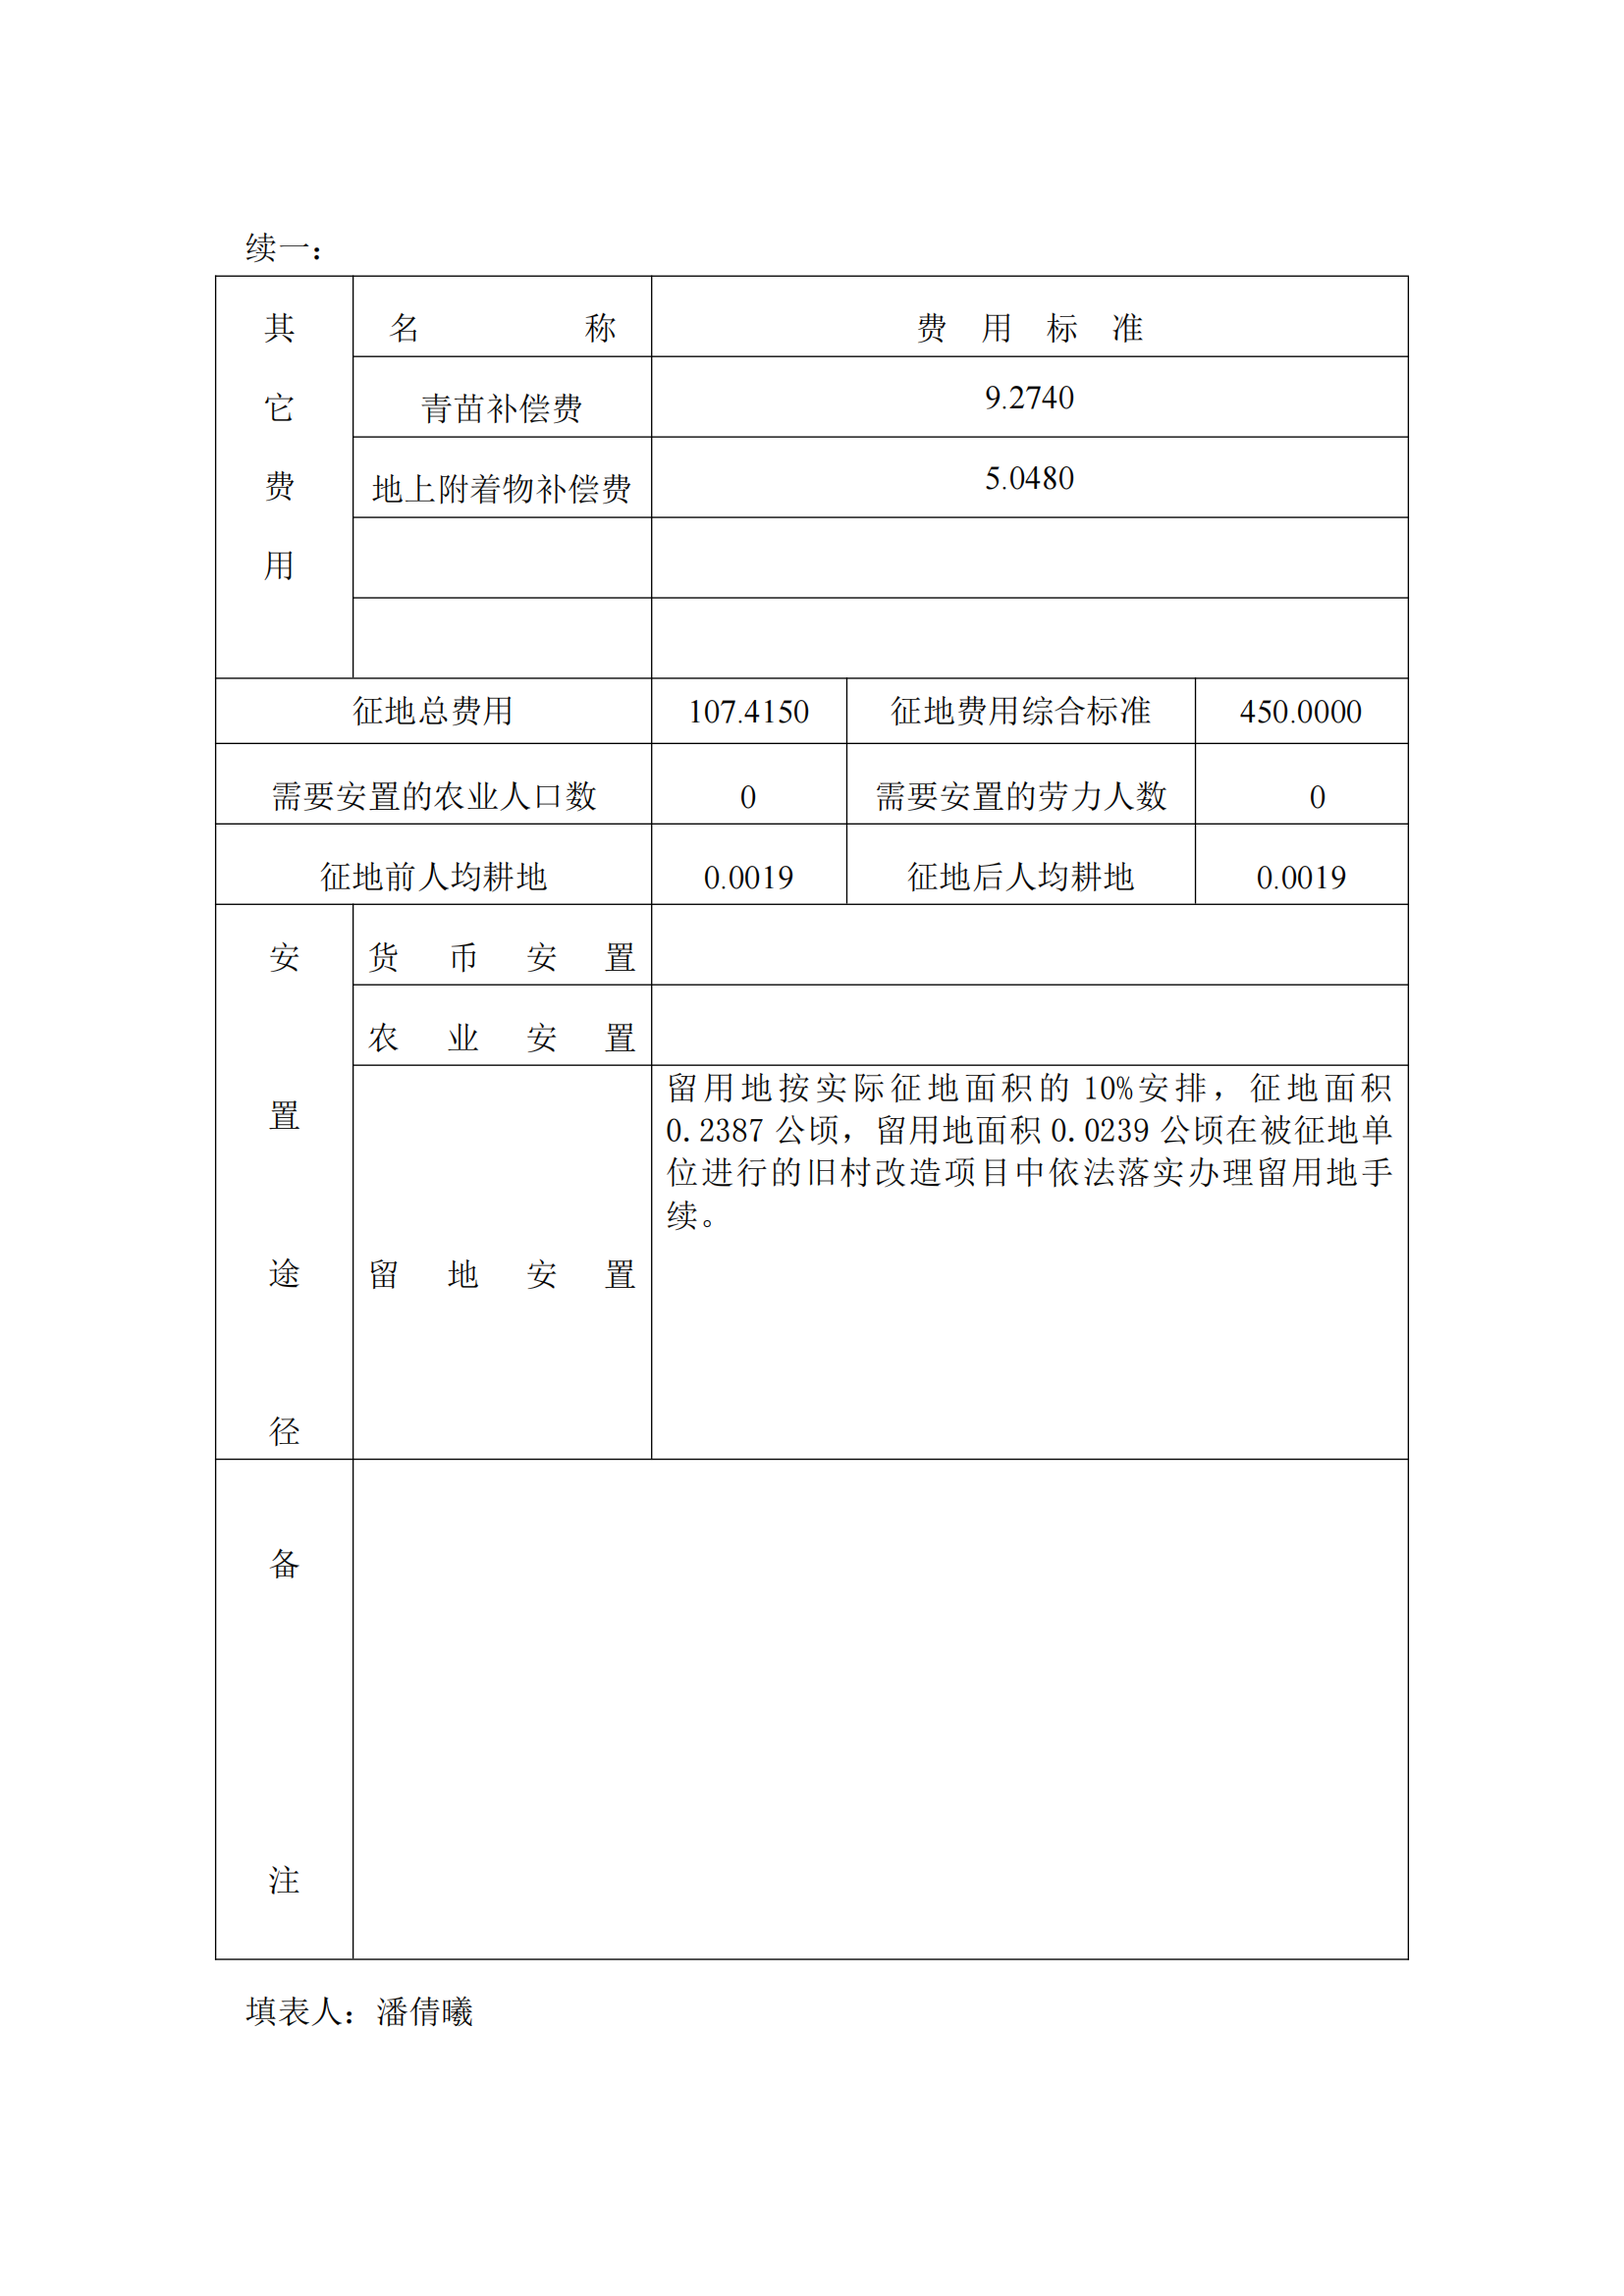 续一：
其它费用
名 称 费 用 标 准
青苗补偿费 9.2740
地上附着物补偿费 5.0480
征地总费用 107.4150 征地费用综合标准 450.0000
需要安置的农业人口数 0 需要安置的劳力人数 0
征地前人均耕地 0.0019 征地后人均耕地 0.0019
安置途径
货 币 安 置
农 业 安 置
留 地 安 置
留用地按实际征地面积的 10%安排，征地面积
0.2387 公顷，留用地面积 0.0239 公顷在被征地单
位进行的旧村改造项目中依法落实办理留用地手
续。
备注
填表人：潘倩曦